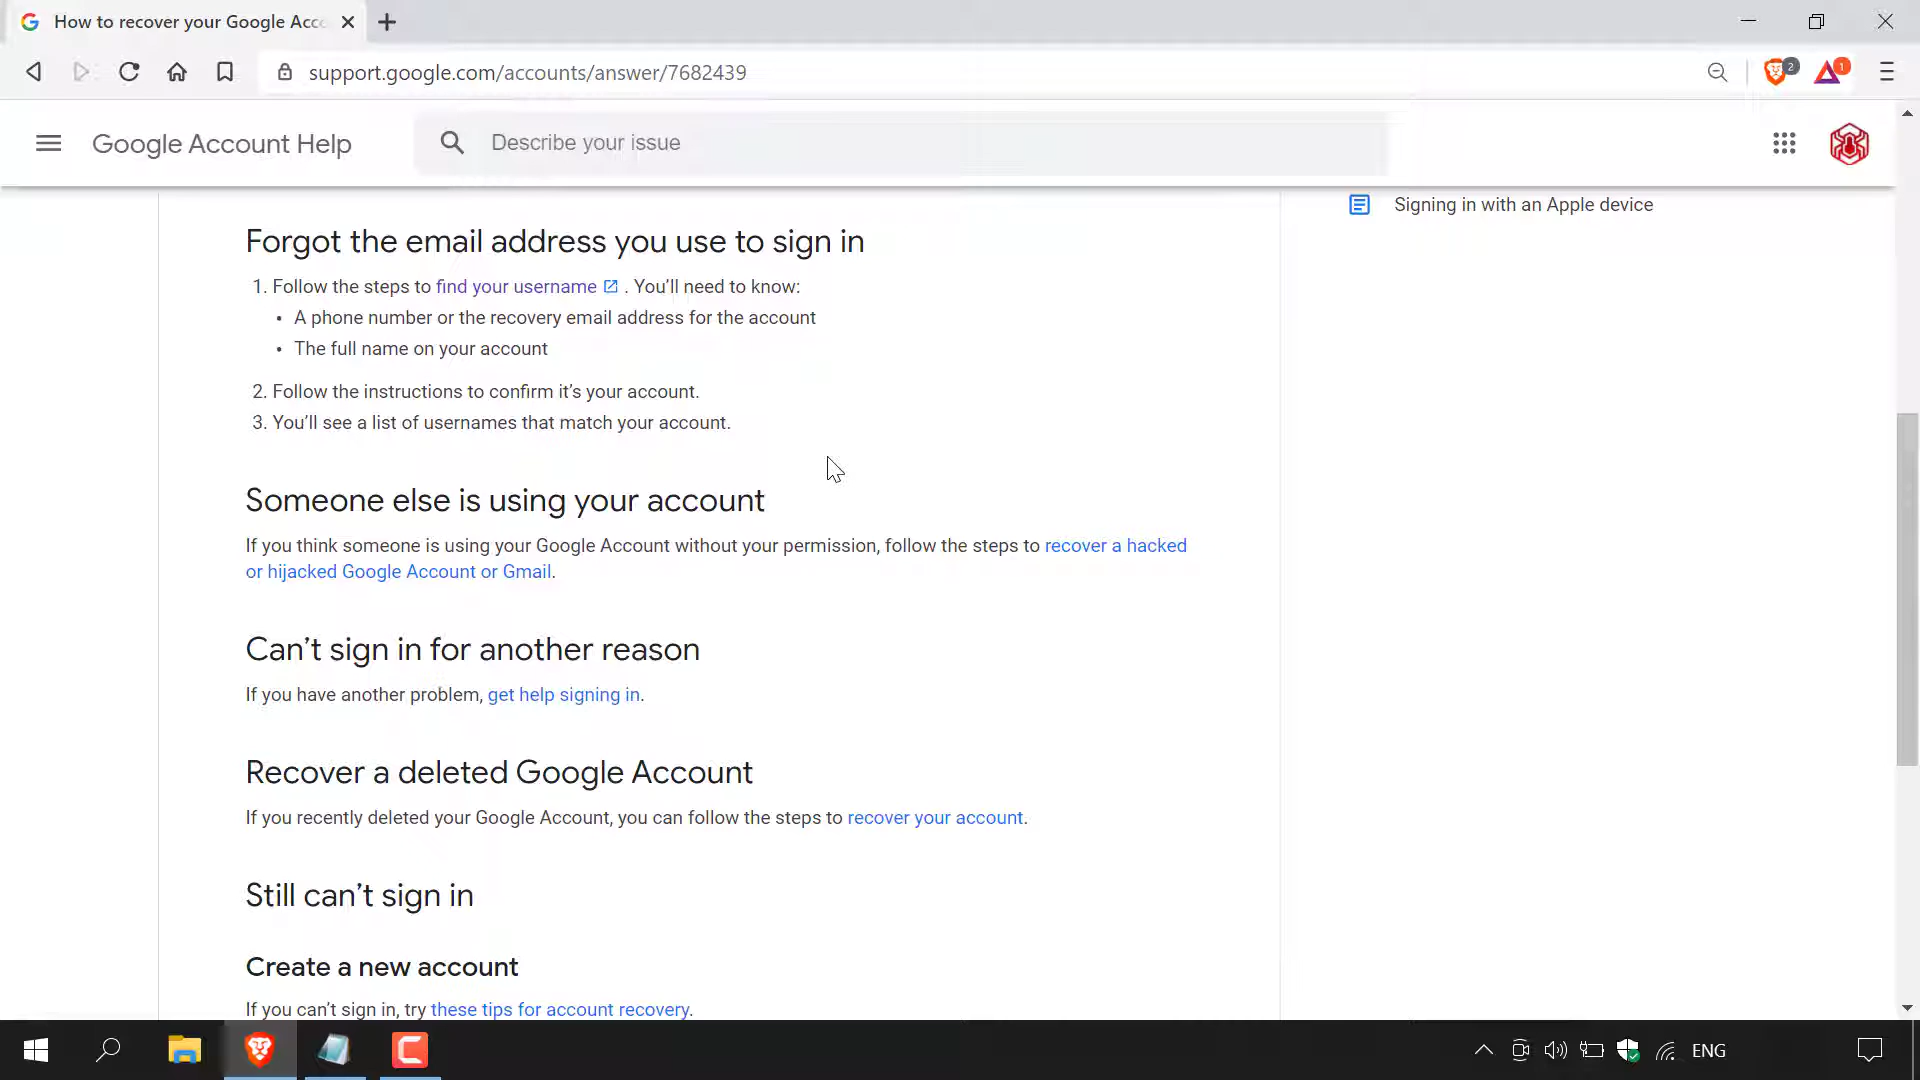 How to recover your Google Acc
support.google.com/accounts/answer/7682439
2
1
Google Account Help
Describe your issue
Signing in with an Apple device
Forgot the email address you use to sign in
1. Follow the steps to find your username . You'll need to know:
• A phone number or the recovery email address for the account
• The full name on your account
2. Follow the instructions to confirm it's your account.
3. You'll see a list of usernames that match your account.
Someone else is using your account
If you think someone is using your Google Account without your permission, follow the steps to recover a hacked
or hijacked Google Account or Gmail.
Can't sign in for another reason
If you have another problem, get help signing in.
Recover a deleted Google Account
If you recently deleted your Google Account, you can follow the steps to recover your account.
Still can't sign in
Create a new account
If you can't sign in, try these tips for account recovery.
ENG